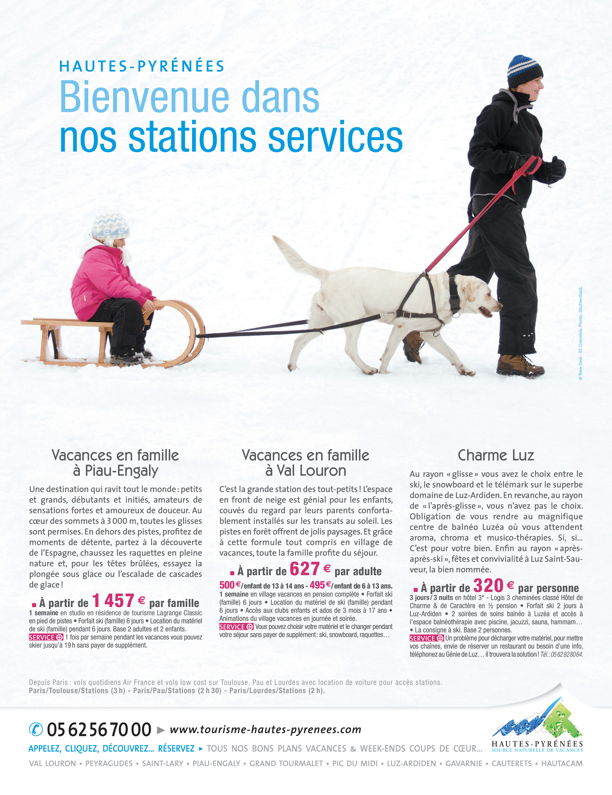 HAUTES-PYRÉNÉES
Bienvenue dans
nos stations services
Vacances en famille
à Piau-Engaly
Une destination qui ravit tout le monde : petits
et grands, débutants et initiés, amateurs de
sensations fortes et amoureux de douceur. Au
cœur des sommets à 3 000 m, toutes les glisses
sont permises. En dehors des pistes, profitez de
moments de détente, partez à la découverte
de l'Espagne, chaussez les raquettes en pleine
nature et, pour les têtes brûlées, essayez la
plongée sous glace ou l'escalade de cascades
de glace !
À partir de 1 457 € par famille
1 semaine en studio en résidence de tourisme Lagrange Classic
en pied de pistes • Forfait ski (famille) 6 jours • Location du matériel
de ski (famille) pendant 6 jours. Base 2 adultes et 2 enfants.
SERVICE 1 fois par semaine pendant les vacances vous pouvez
skier jusqu'à 19 h sans payer de supplément.
Vacances en famille
à Val Louron
C'est la grande station des tout-petits ! L'espace
en front de neige est génial pour les enfants,
couvés du regard par leurs parents conforta-
blement installés sur les transats au soleil. Les
pistes en forêt offrent de jolis paysages. Et grâce
à cette formule tout compris en village de
vacances, toute la famille profite du séjour.
À partir de 627 € par adulte
500 €/enfant de 13 à 14 ans - 495 €/enfant de 6 à 13 ans.
1 semaine en village vacances en pension complète • Forfait ski
(famille) 6 jours • Location du matériel de ski (famille) pendant
6 jours • Accès aux clubs enfants et ados de 3 mois à 17 ans •
Animations du village vacances en journée et soirée.
SERVICE Vous pouvez choisir votre matériel et le changer pendant
votre séjour sans payer de supplément : ski, snowboard, raquettes…
Charme Luz
Au rayon « glisse » vous avez le choix entre le
ski, le snowboard et le télémark sur le superbe
domaine de Luz-Ardiden. En revanche, au rayon
de « l'après-glisse », vous n'avez pas le choix.
Obligation de vous rendre au magnifique
centre de balnéo Luzéa où vous attendent
aroma, chroma et musico-thérapies. Si, si…
C'est pour votre bien. Enfin au rayon « après-
après-ski », fêtes et convivialité à Luz Saint-Sau-
veur, la bien nommée.
À partir de 320 € par personne
3 jours / 3 nuits en hôtel 3* - Logis 3 cheminées classé Hôtel de
Charme & de Caractère en ½ pension • Forfait ski 2 jours à
Luz-Ardiden • 2 soirées de soins balnéo à Luzéa et accès à
l'espace balnéothérapie avec piscine, jacuzzi, sauna, hammam…
• La consigne à ski. Base 2 personnes.
SERVICE Un problème pour décharger votre matériel, pour mettre
vos chaînes, envie de réserver un restaurant ou besoin d'une info,
téléphonez au Génie de Luz… il trouvera la solution ! Tél : 05 62 92 80 64.
Depuis Paris : vols quotidiens Air France et vols low cost sur Toulouse, Pau et Lourdes avec location de voiture pour accès stations.
Paris/Toulouse/Stations (3 h) - Paris/Pau/Stations (2 h 30) - Paris/Lourdes/Stations (2 h).
05 62 56 70 00 www.tourisme-hautes-pyrenees.com
APPELEZ, CLIQUEZ, DÉCOUVREZ… RÉSERVEZ TOUS NOS BONS PLANS VACANCES & WEEK-ENDS COUPS DE CŒUR…
HAUTES-PYRÉNÉES
SOURCE NATURELLE DE VACANCES
VAL LOURON • PEYRAGUDES • SAINT-LARY • PIAU-ENGALY • GRAND TOURMALET • PIC DU MIDI • LUZ-ARDIDEN • GAVARNIE • CAUTERETS • HAUTACAM